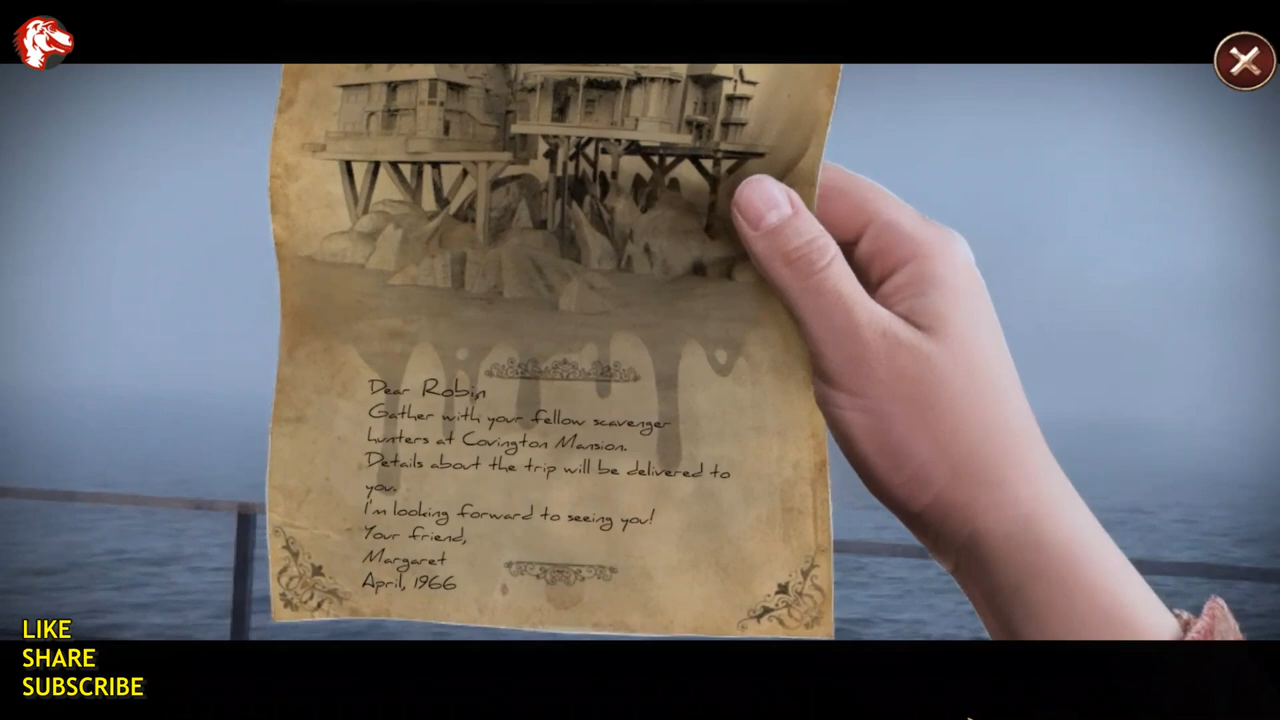 Dear Robin
Gather with your fellow scavenger
hunters at Covington Mansion.
Details about the trip will be delivered to
you.
I'm looking forward to seeing you!
Your friend,
Margaret
April, 1966
LIKE
SHARE
SUBSCRIBE